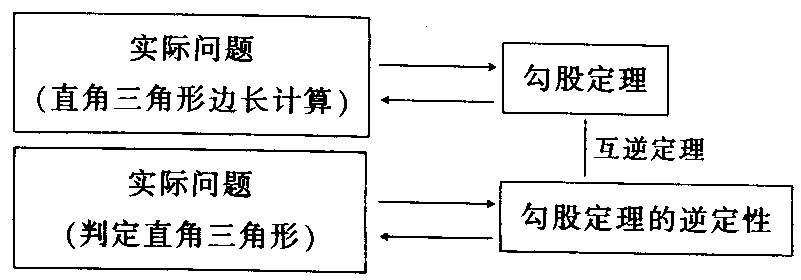 实际问题
(直角三角形边长计算)
勾股定理
互逆定理
实际问题
(判定直角三角形)
勾股定理的逆定性